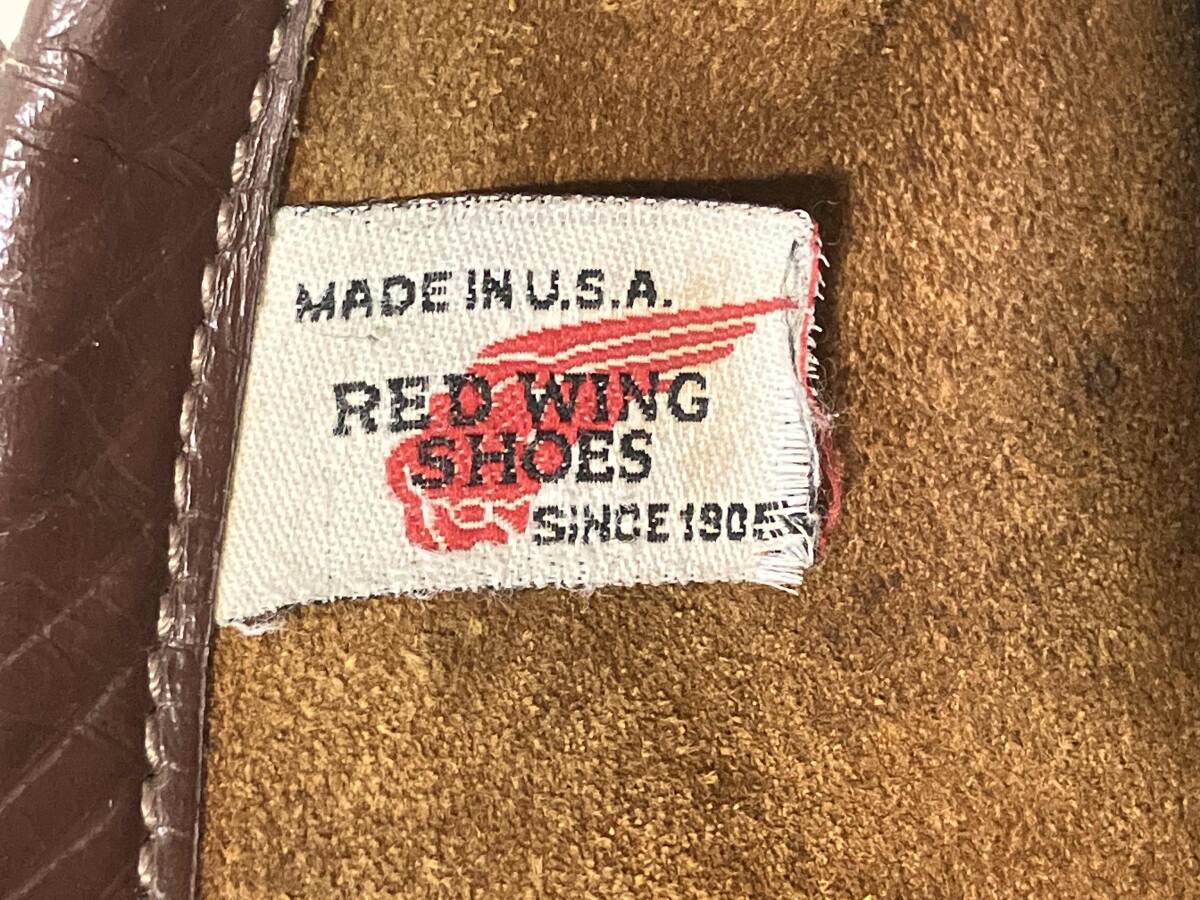 MADE IN U.S.A.
RED WING
SHOES
SINCE 1905